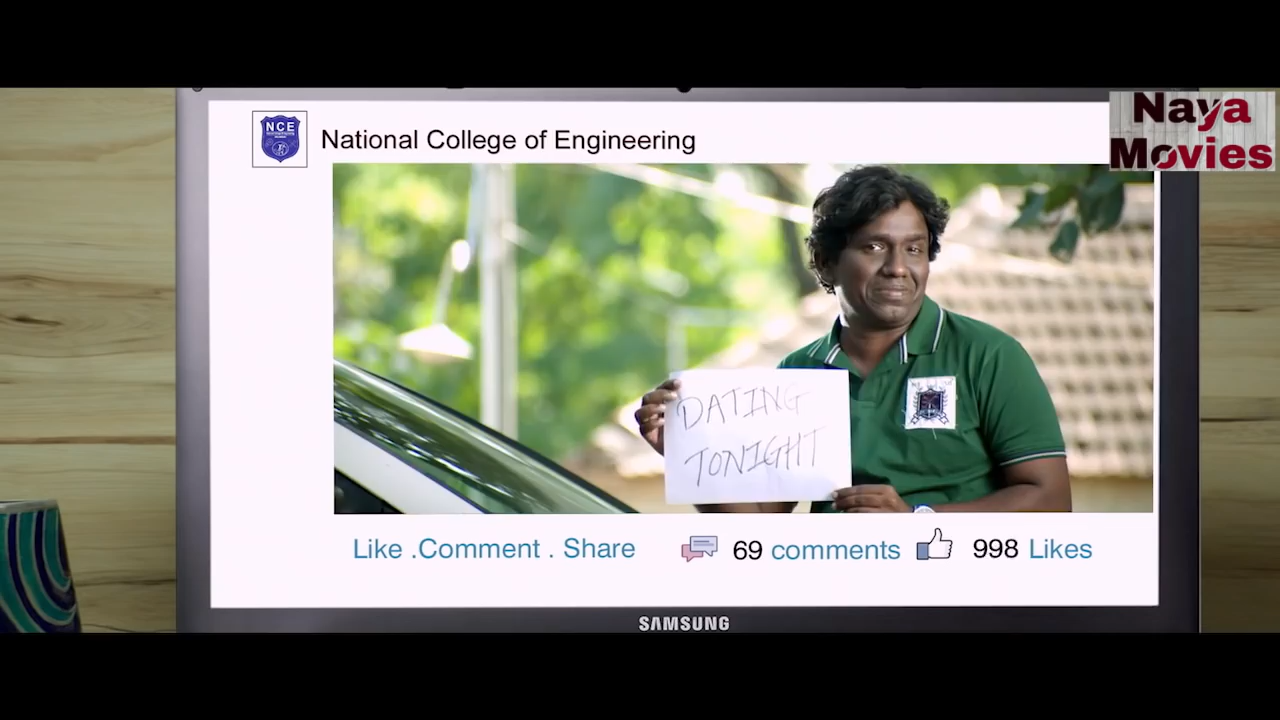 Naya
Movies
NCE
National College of Engineering
DATING
TONIGHT
Like .Comment . Share
69 comments
998 Likes
SAMSUNG